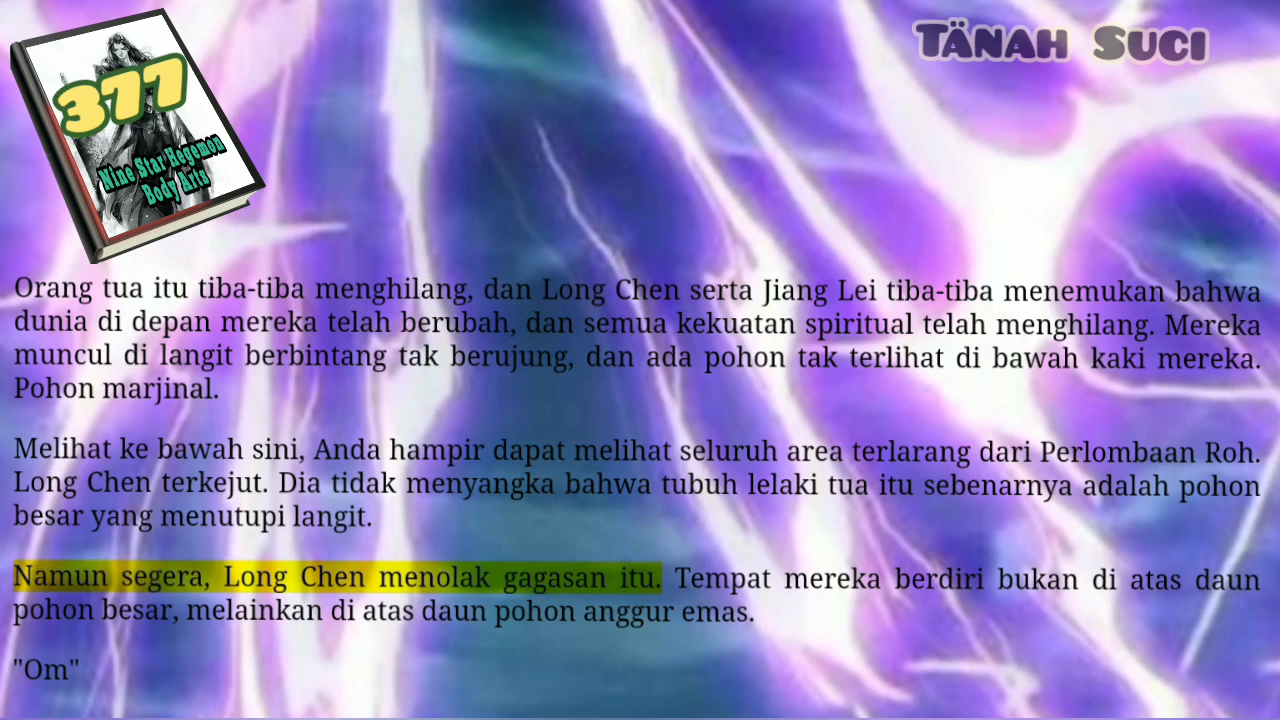 TÄNAH SUCI
377
Nine Star Hegemon
Body Arts
Orang tua itu tiba-tiba menghilang, dan Long Chen serta Jiang Lei tiba-tiba menemukan bahwa
dunia di depan mereka telah berubah, dan semua kekuatan spiritual telah menghilang. Mereka
muncul di langit berbintang tak berujung, dan ada pohon tak terlihat di bawah kaki mereka.
Pohon marjinal.
Melihat ke bawah sini, Anda hampir dapat melihat seluruh area terlarang dari Perlombaan Roh.
Long Chen terkejut. Dia tidak menyangka bahwa tubuh lelaki tua itu sebenarnya adalah pohon
besar yang menutupi langit.
Namun segera, Long Chen menolak gagasan itu. Tempat mereka berdiri bukan di atas daun
pohon besar, melainkan di atas daun pohon anggur emas.
"Om"